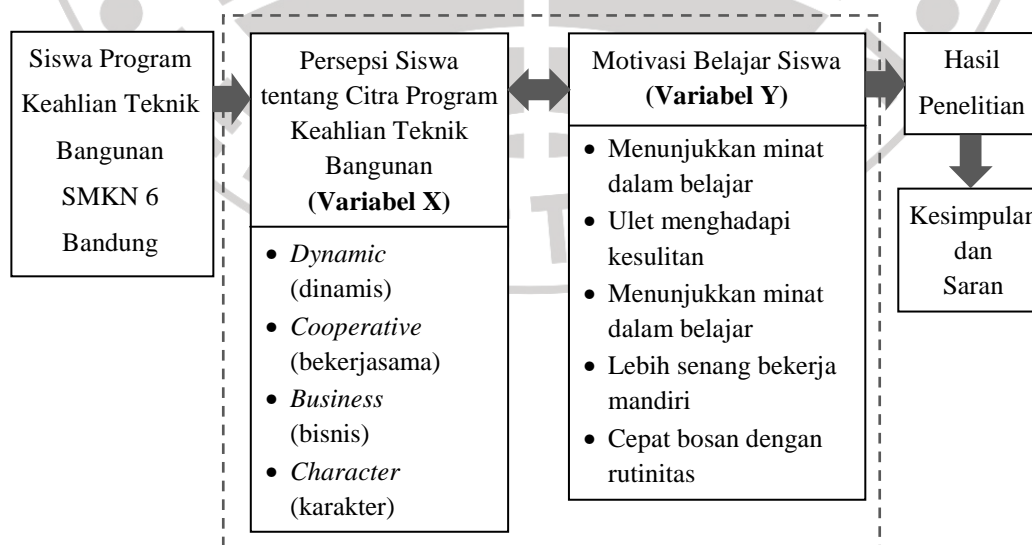 Siswa Program
Keahlian Teknik
Bangunan
SMKN 6
Bandung
Persepsi Siswa
tentang Citra Program
Keahlian Teknik
Bangunan
(Variabel X)
• Dynamic
(dinamis)
• Cooperative
(bekerjasama)
• Business
(bisnis)
• Character
(karakter)
Motivasi Belajar Siswa
(Variabel Y)
• Menunjukkan minat
dalam belajar
• Ulet menghadapi
kesulitan
• Menunjukkan minat
dalam belajar
• Lebih senang bekerja
mandiri
• Cepat bosan dengan
rutinitas
Hasil
Penelitian
Kesimpulan
dan
Saran